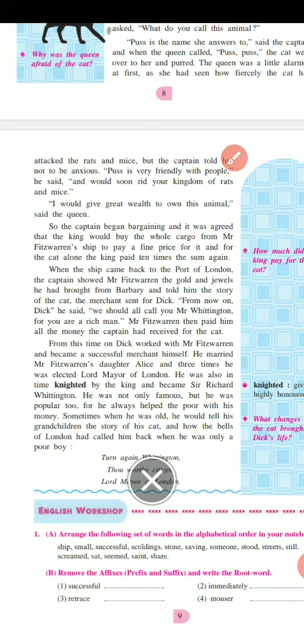 asked, "What do you call this animal?"
"Puss is the name she answers to," said the capta
and when the queen called, "Puss, puss," the cat we
over to her and purred. The queen was a little alarm
at first, as she had seen how fiercely the cat h
Why was the queen
afraid of the cat?
8
attacked the rats and mice, but the captain told
not to be anxious. "Puss is very friendly with people,"
he said, "and would soon rid your kingdom of rats
and mice."
"I would give great wealth to own this animal,"
said the queen.
So the captain began bargaining and it was agreed
that the king would buy the whole cargo from Mr
Fitzwarren's ship to pay a fine price for it and for
the cat alone the king paid ten times the sum again.
When the ship came back to the Port of London,
the captain showed Mr Fitzwarren the gold and jewels
he had brought from Barbary and told him the story
of the cat, the merchant sent for Dick. "From now on,
Dick" he said, "we should all call you Mr Whittington,
for you are a rich man." Mr Fitzwarren then paid him
all the money the captain had received for the cat.
From this time on Dick worked with Mr Fitzwarren
and became a successful merchant himself. He married
Mr Fitzwarren's daughter Alice and three times he
was elected Lord Mayor of London. He was also in
time knighted by the king and became Sir Richard
Whittington. He was not only famous, but he was
popular too, for he always helped the poor with his
money. Sometimes when he was old, he would tell his
grandchildren the story of his cat, and how the bells
of London had called him back when he was only a
poor boy :
Turn again
Thou worthy
Lord Mayor
How much did
king pay for th
cat?
knighted : giv
highly honoured
What changes
the cat brough
Dick's life?
ENGLISH WORKSHOP
1. (A) Arrange the following set of words in the alphabetical order in your noteb
ship, small, successful, scoldings, stone, saving, someone, stood, streets, still,
screamed, sat, seemed, saint, share.
(B) Remove the Affixes (Prefix and Suffix) and write the Root-word.
(1) successful (2) immediately
(3) retrace (4) mouser
9